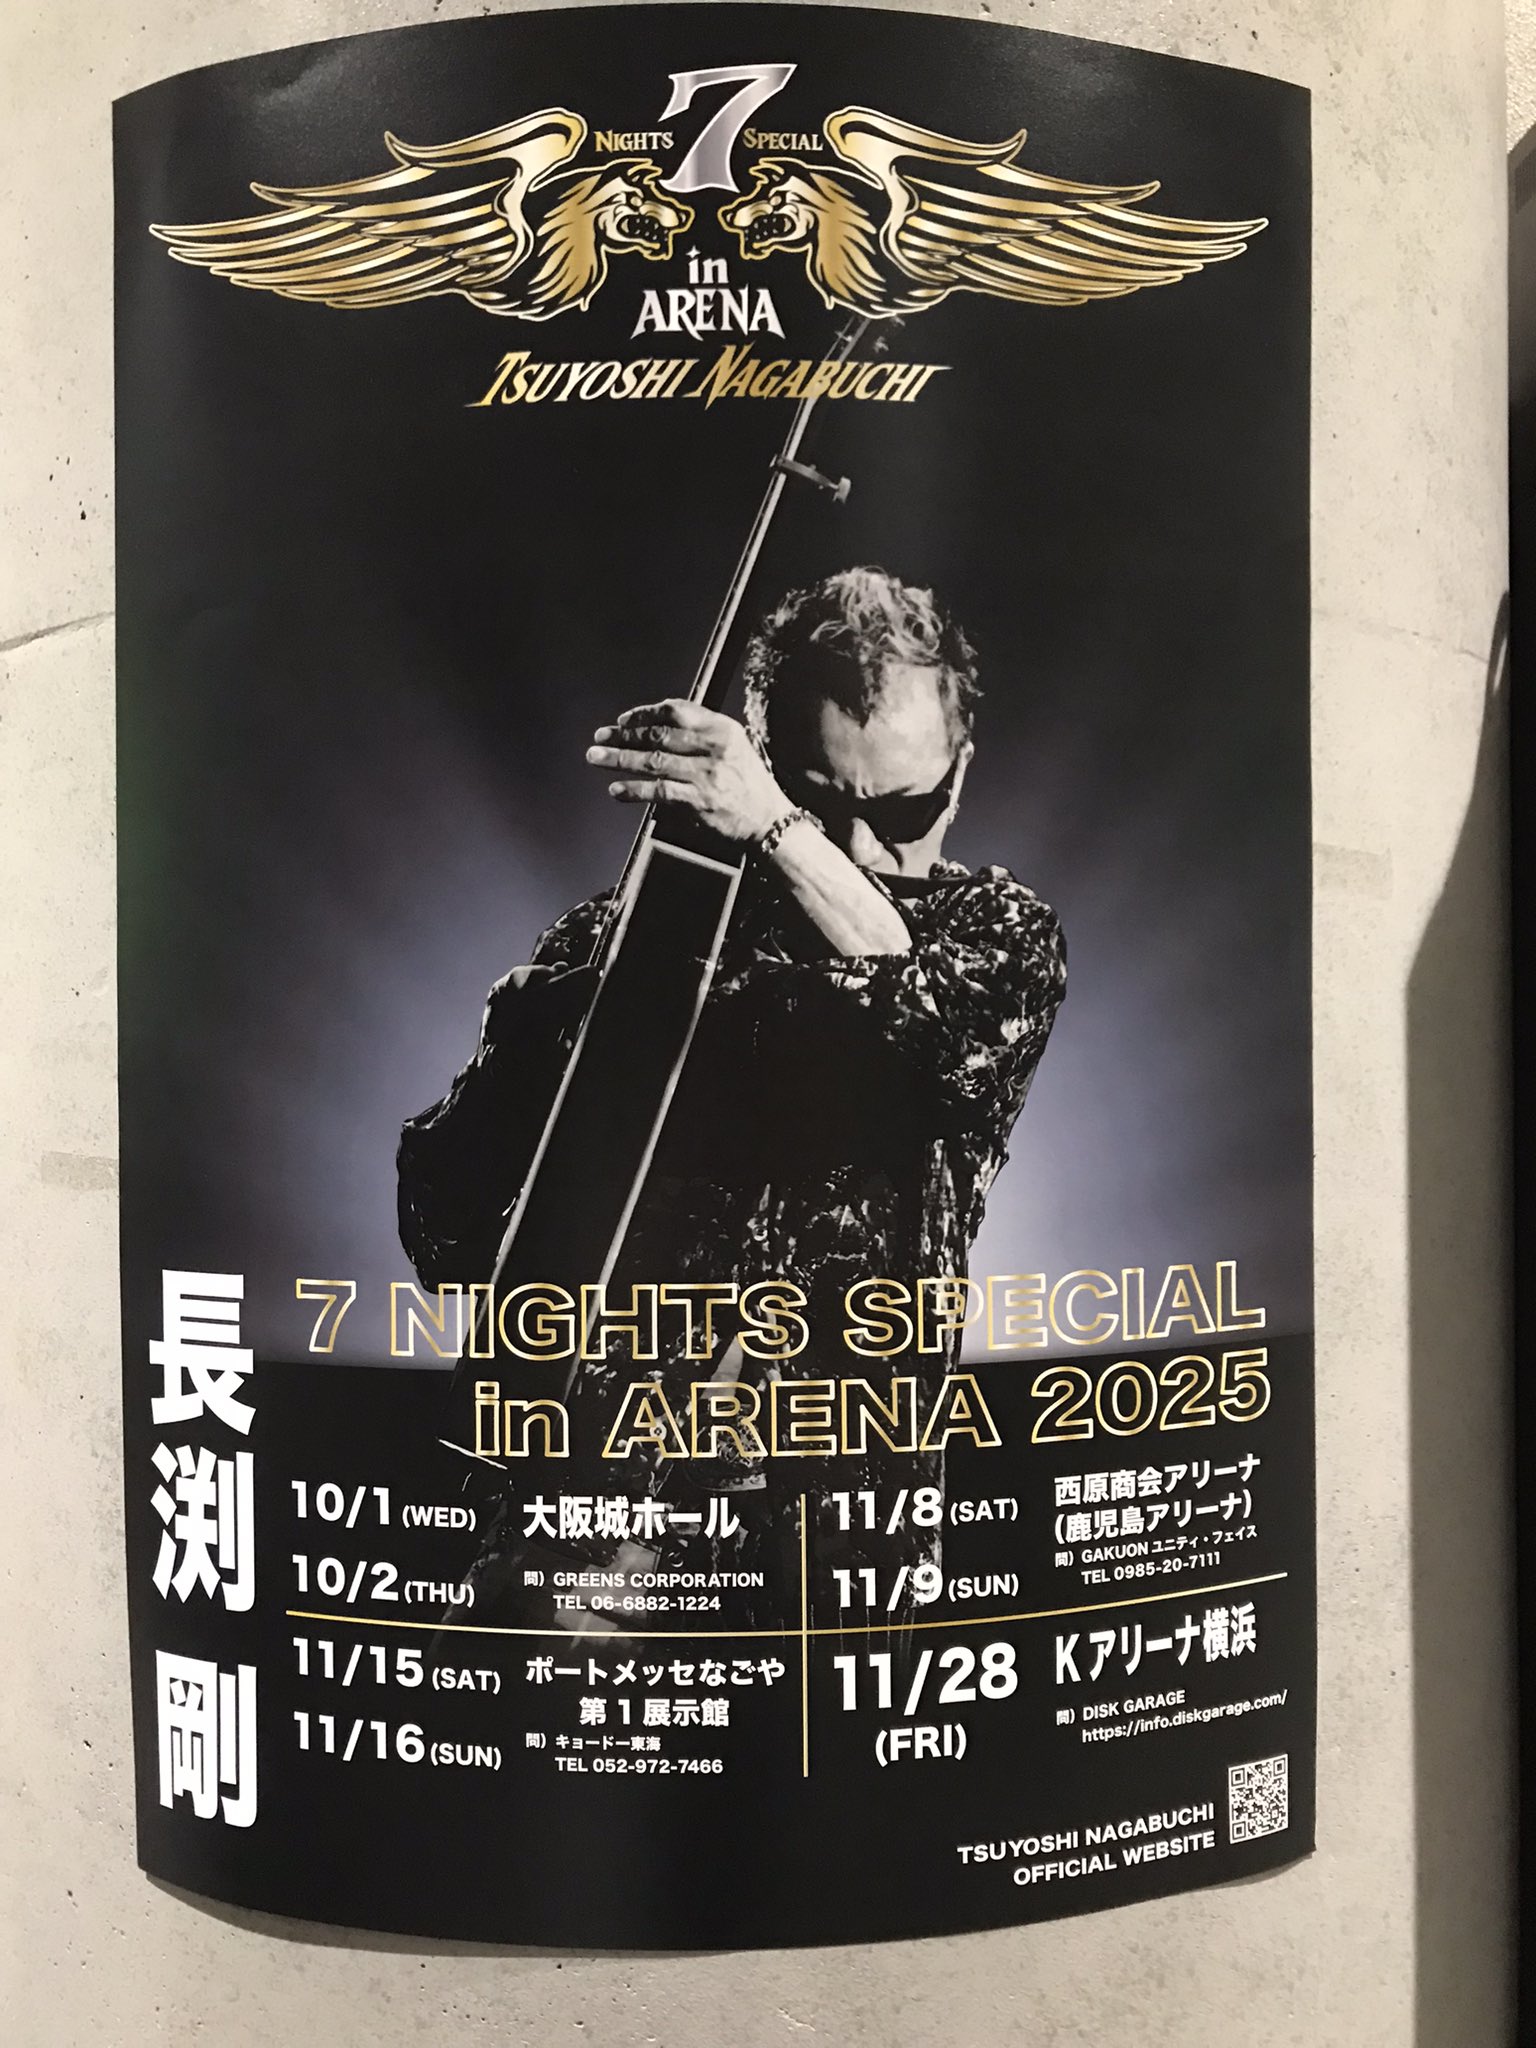 NIGHTS 7 SPECIAL
in
ARENA
TSUYOSHI NAGABUCHI
長渕 剛
7 NIGHTS SPECIAL
in ARENA 2025
10/1 (WED)
10/2 (THU)
大阪城ホール
問）GREENS CORPORATION
TEL 06-6882-1224
11/8 (SAT)
11/9 (SUN)
西原商会アリーナ
(鹿児島アリーナ)
問）GAKUON ユニティ・フェイス
TEL 0985-20-7111
11/15 (SAT)
11/16 (SUN)
ポートメッセなごや
第1展示館
問）キョードー東海
TEL 052-972-7466
11/28
(FRI)
Kアリーナ横浜
問）DISK GARAGE
https://info.diskgarage.com/
TSUYOSHI NAGABUCHI
OFFICIAL WEBSITE